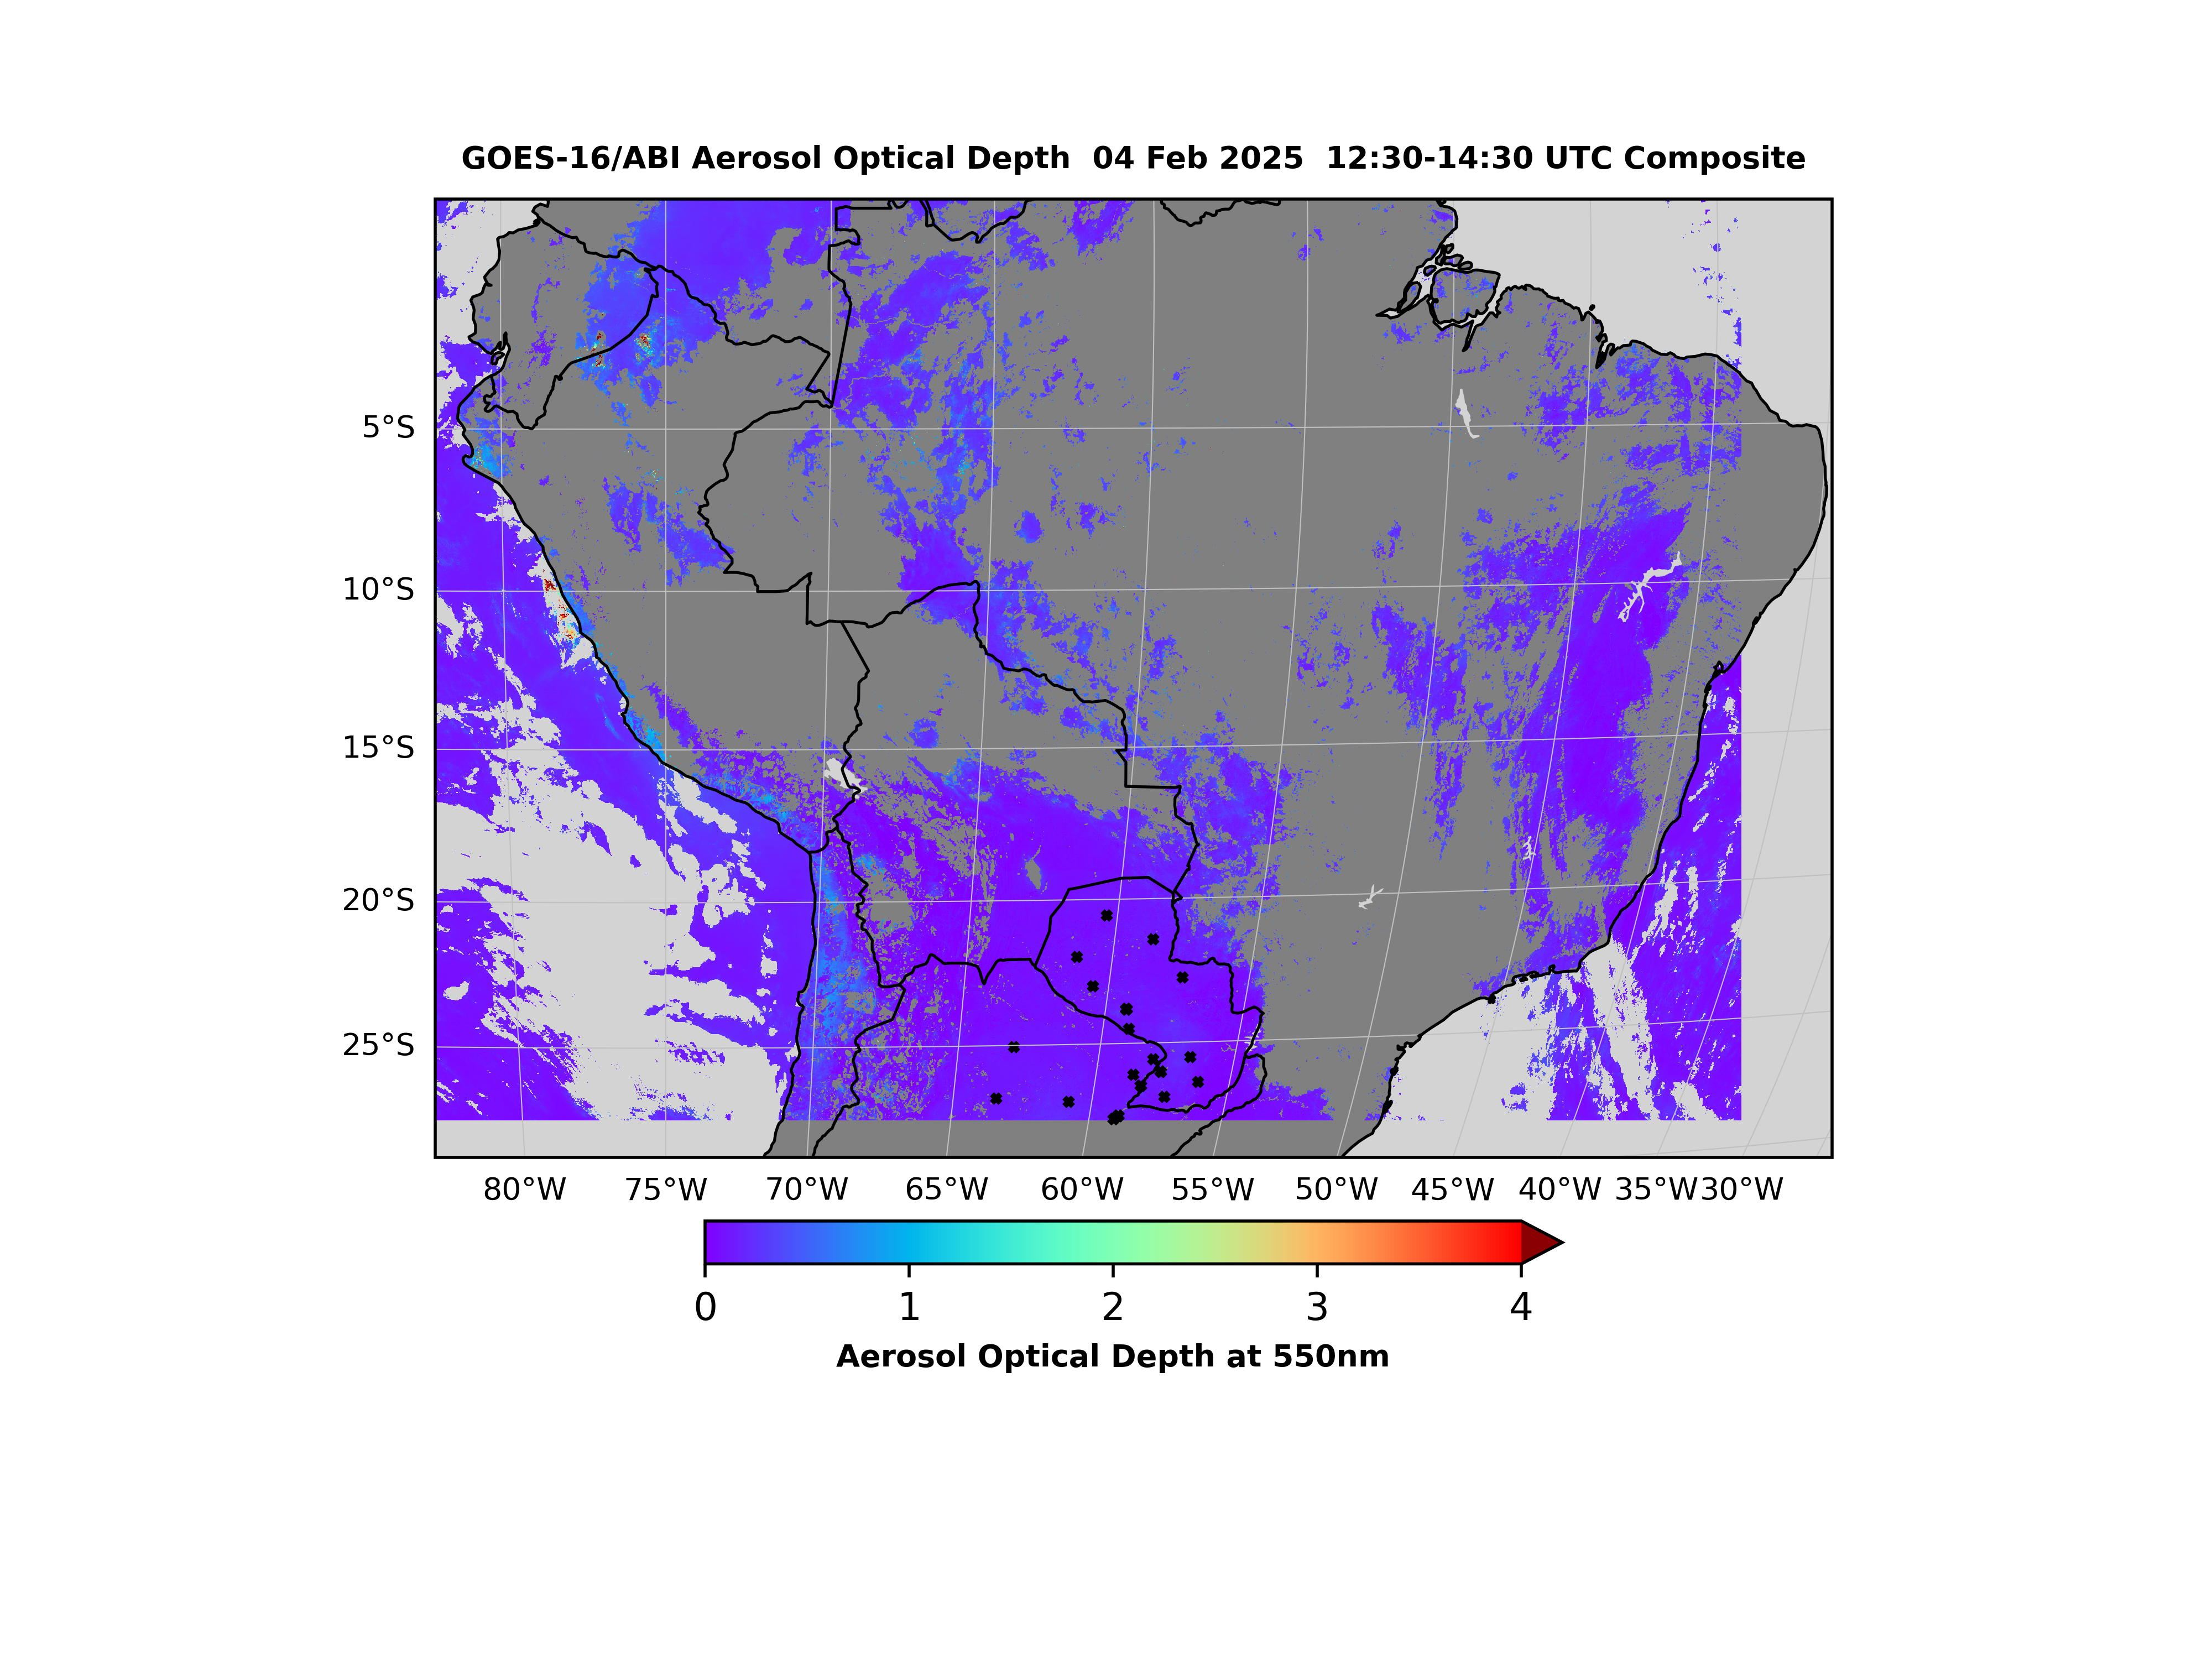 GOES-16/ABI Aerosol Optical Depth  04 Feb 2025  12:30-14:30 UTC Composite
5°S
10°S
15°S
20°S
25°S
80°W 75°W 70°W 65°W 60°W 55°W 50°W 45°W 40°W 35°W 30°W
0 1 2 3 4
Aerosol Optical Depth at 550nm